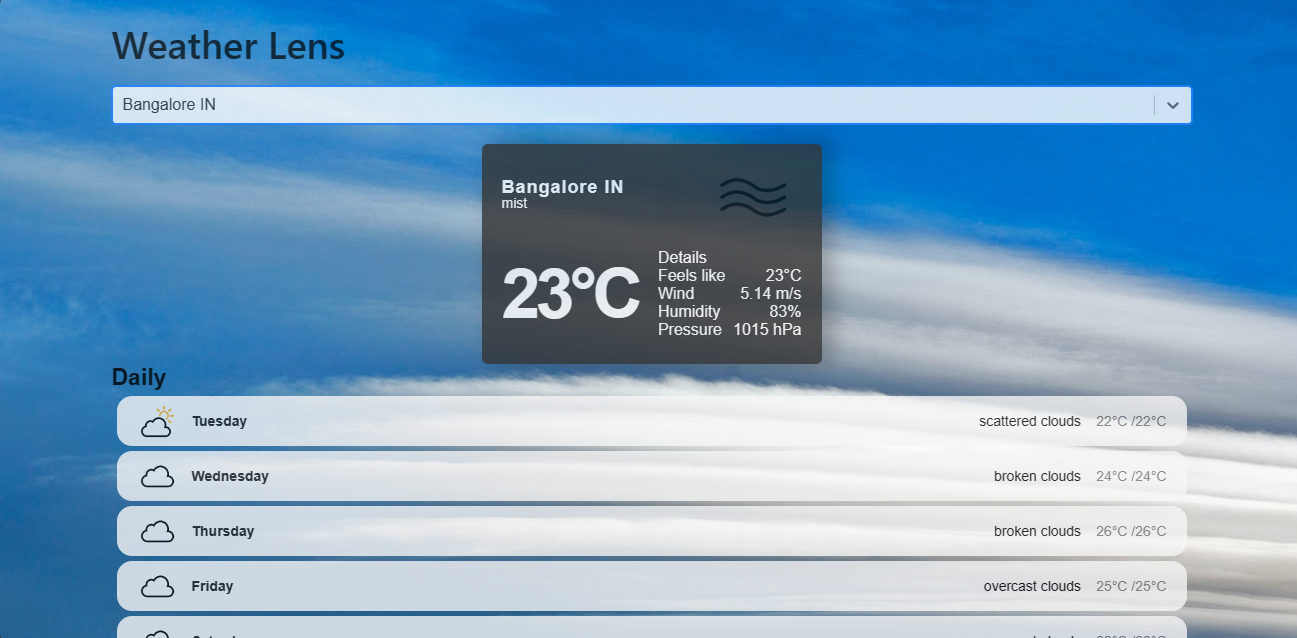 Weather Lens
Bangalore IN
Bangalore IN
mist
23°C
Details
Feels like 23°C
Wind 5.14 m/s
Humidity 83%
Pressure 1015 hPa
Daily
Tuesday scattered clouds 22°C /22°C
Wednesday broken clouds 24°C /24°C
Thursday broken clouds 26°C /26°C
Friday overcast clouds 25°C /25°C